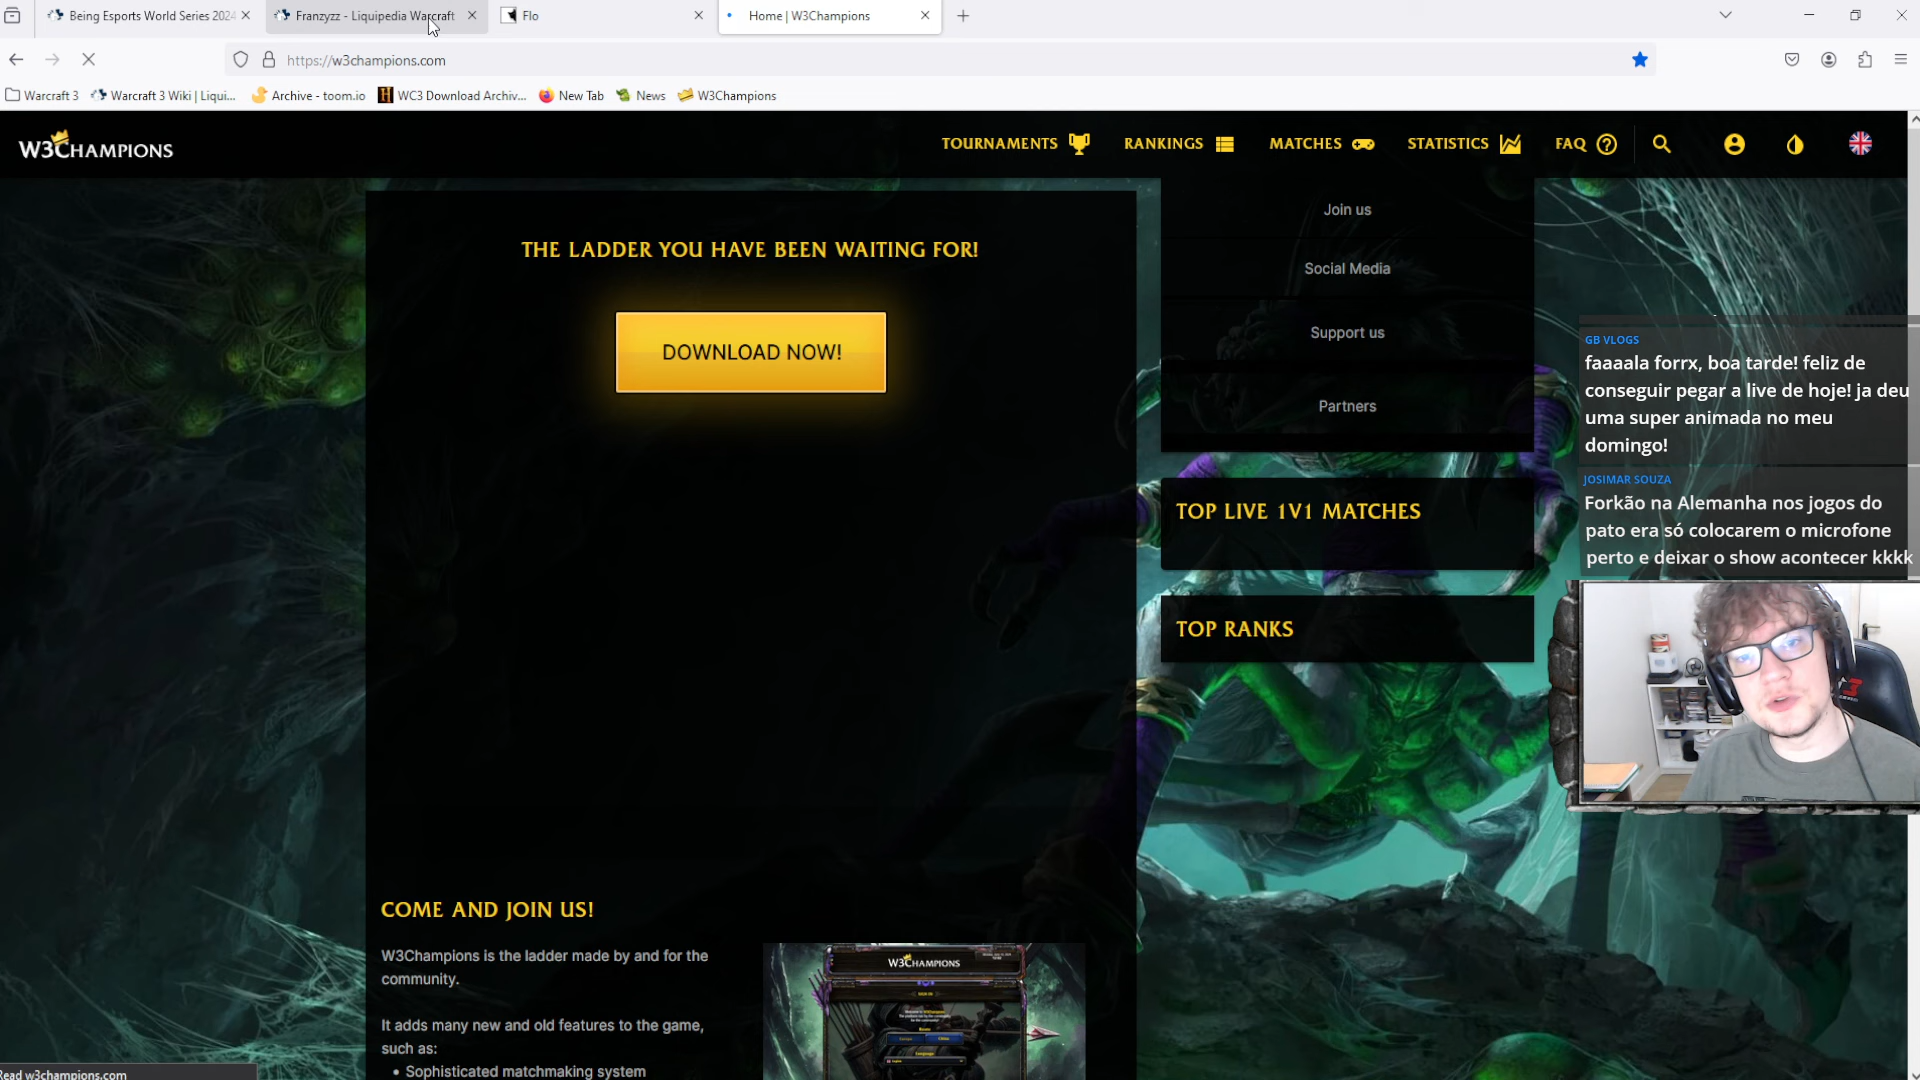 Being Esports World Series 2024
Franzyzz - Liquipedia Warcraft
Flo
Home | W3Champions
https://w3champions.com
Warcraft 3
Warcraft 3 Wiki | Liqui...
Archive - toom.io
WC3 Download Archiv...
New Tab
News
W3Champions
W3CHAMPIONS
TOURNAMENTS
RANKINGS
MATCHES
STATISTICS
FAQ
THE LADDER YOU HAVE BEEN WAITING FOR!
DOWNLOAD NOW!
Join us
Social Media
Support us
Partners
TOP LIVE 1V1 MATCHES
TOP RANKS
GB VLOGS
faaaala forrx, boa tarde! feliz de
conseguir pegar a live de hoje! ja deu
uma super animada no meu
domingo!
JOSIMAR SOUZA
Forkão na Alemanha nos jogos do
pato era só colocarem o microfone
perto e deixar o show acontecer kkkk
COME AND JOIN US!
W3Champions is the ladder made by and for the
community.
It adds many new and old features to the game,
such as:
• Sophisticated matchmaking system
W3CHAMPIONS
Read w3champions.com